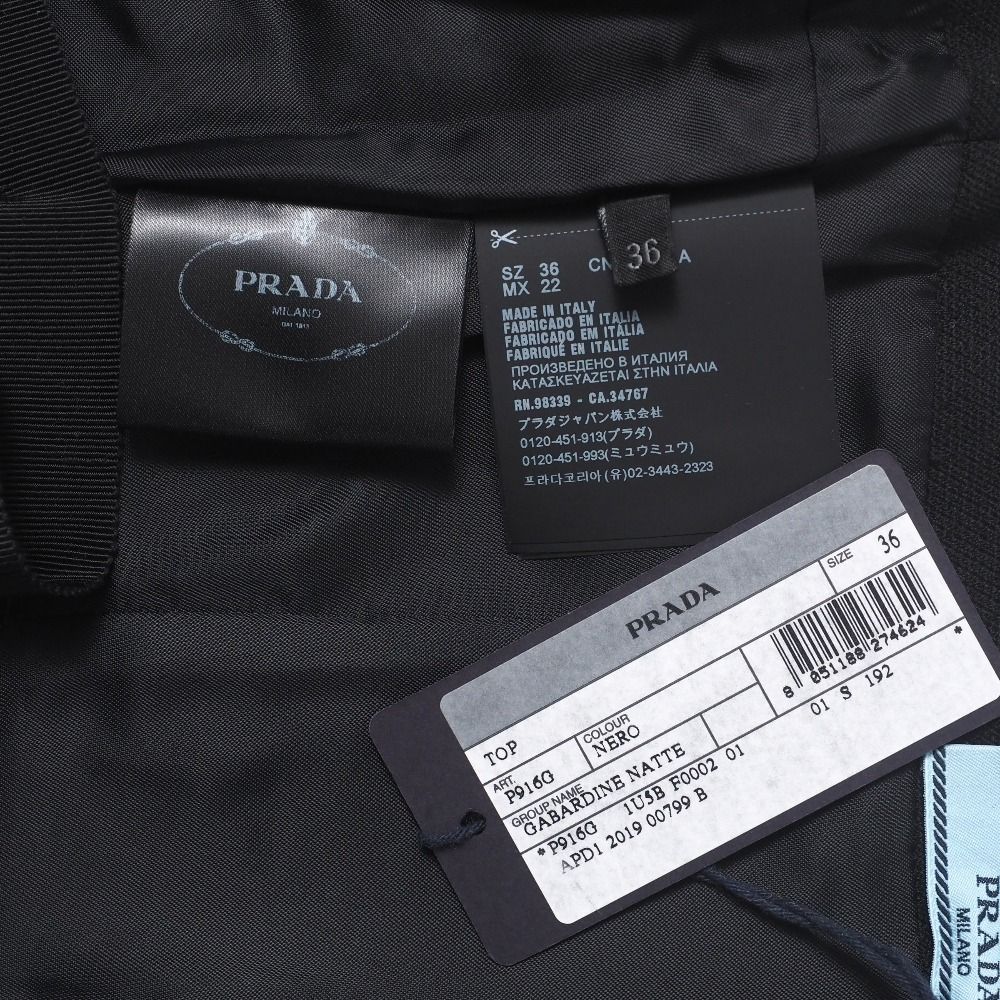 PRADA
MILANO
DAL 1913
36
SZ 36 CN A
MX 22
MADE IN ITALY
FABRICADO EN ITALIA
FABRICADO EM ITÁLIA
FABRIQUÉ EN ITALIE
ПРОИЗВЕДЕНО В ИТАЛИЯ
ΚΑΤΑΣΚΕΥΑΖΕΤΑΙ ΣΤΗΝ ΙΤΑΛΙΑ
RN.98339 - CA.34767
プラダジャパン株式会社
0120-451-913(プラダ)
0120-451-993(ミュウミュウ)
프라다코리아 (유)02-3443-2323
PRADA
SIZE 36
8 051188 274624
TOP
ART. P916G
COLOUR NERO
01 S 192 *
GROUP NAME
GABARDINE NATTE
*P916G 1U5B F0002 01
APD1 2019 00799 B
PRADA
MILANO